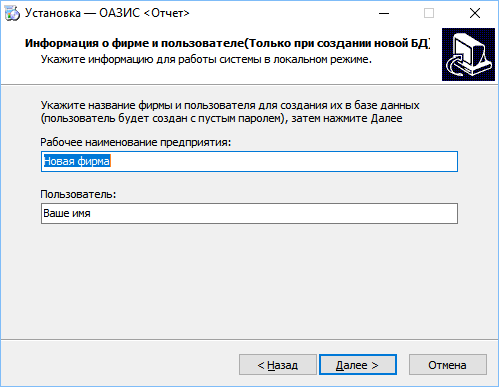 Установка — ОАЗИС <Отчет>
Информация о фирме и пользователе(Только при создании новой БД)
Укажите информацию для работы системы в локальном режиме.
Укажите название фирмы и пользователя для создания их в базе данных
(пользователь будет создан с пустым паролем), затем нажмите Далее
Рабочее наименование предприятия:
Новая фирма
Пользователь:
Ваше имя
< Назад
Далее >
Отмена